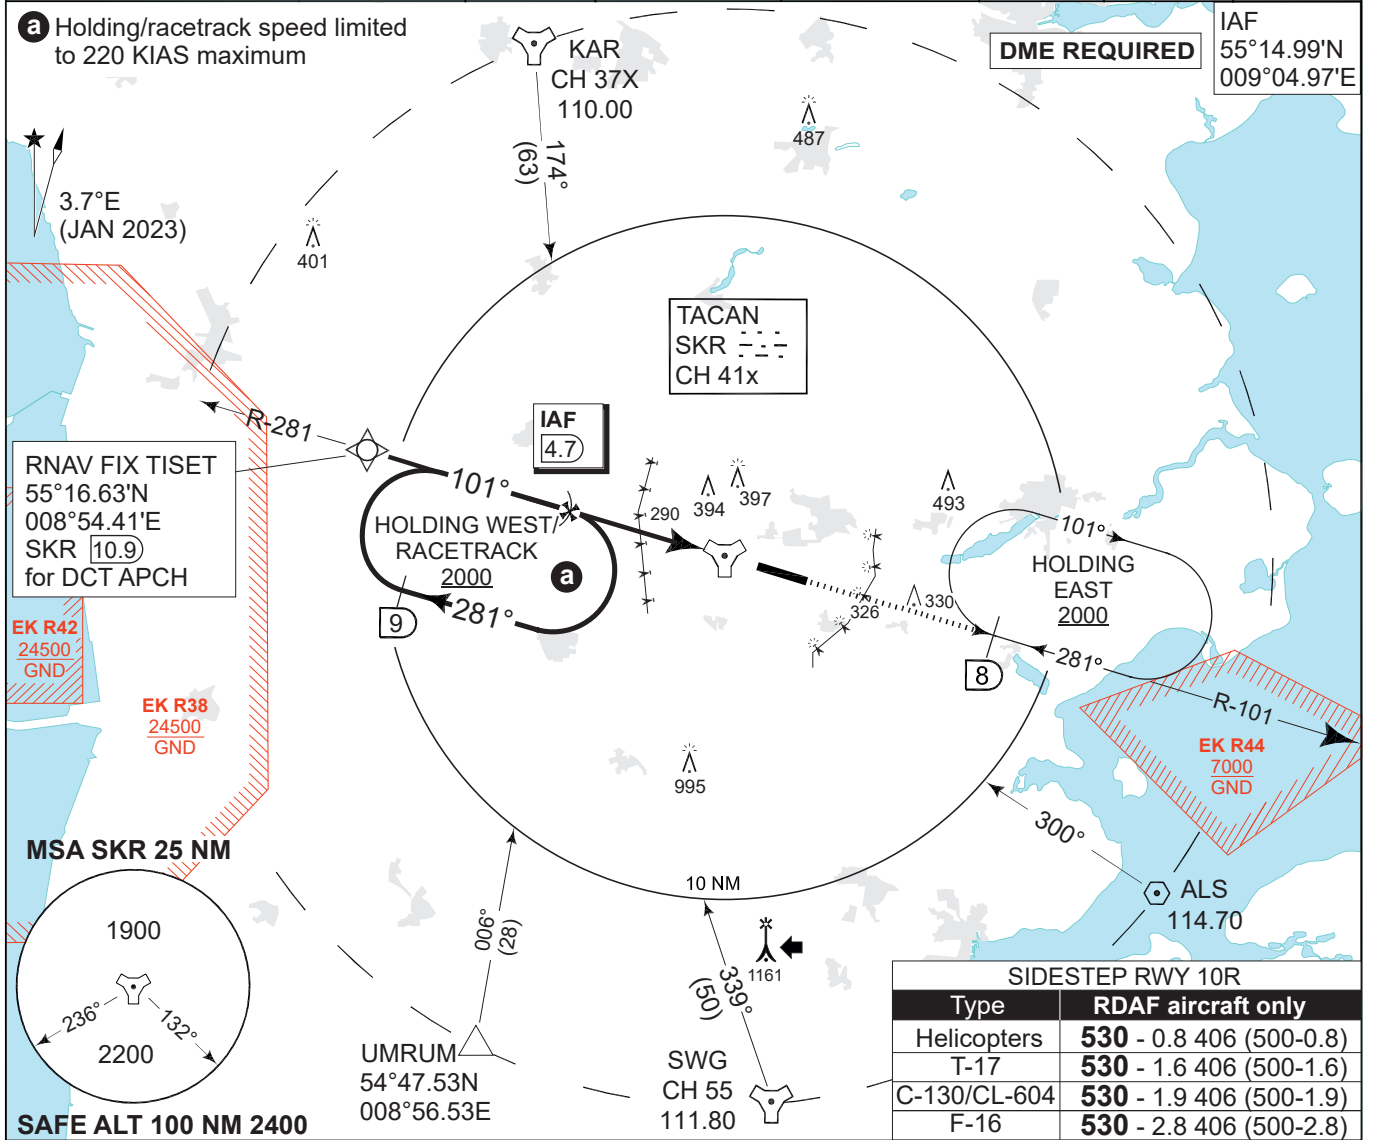 a Holding/racetrack speed limited
to 220 KIAS maximum
KAR
CH 37X
110.00
DME REQUIRED
IAF
55°14.99'N
009°04.97'E
487
174°
(63)
3.7°E
(JAN 2023)
401
TACAN
SKR
CH 41x
R-281
IAF
4.7
RNAV FIX TISET
55°16.63'N
008°54.41'E
SKR 10.9
for DCT APCH
101°
HOLDING WEST/
RACETRACK
2000
a
281°
9
290
394
397
493
101°
HOLDING
EAST
2000
281°
326
330
8
R-101
EK R42
24500
GND
EK R38
24500
GND
EK R44
7000
GND
995
300°
MSA SKR 25 NM
1900
236°
132°
2200
SAFE ALT 100 NM 2400
10 NM
006°
(28)
339°
(50)
1161
ALS
114.70
UMRUM
54°47.53N
008°56.53E
SWG
CH 55
111.80
SIDESTEP RWY 10R
Type RDAF aircraft only
Helicopters 530 - 0.8 406 (500-0.8)
T-17 530 - 1.6 406 (500-1.6)
C-130/CL-604 530 - 1.9 406 (500-1.9)
F-16 530 - 2.8 406 (500-2.8)